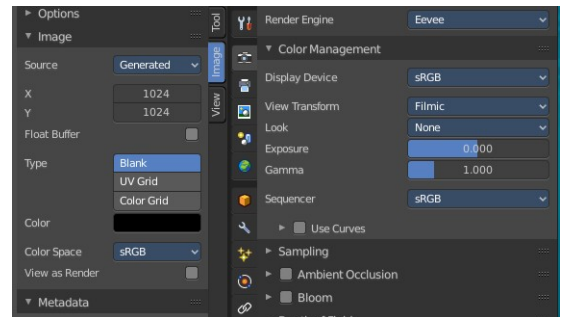 Options
Image
Source Generated
X 1024
Y 1024
Float Buffer
Type Blank
UV Grid
Color Grid
Color
Color Space sRGB
View as Render
Metadata
Tool
Image
View
Render Engine Eevee
Color Management
Display Device sRGB
View Transform Filmic
Look None
Exposure 0.000
Gamma 1.000
Sequencer sRGB
Use Curves
Sampling
Ambient Occlusion
Bloom